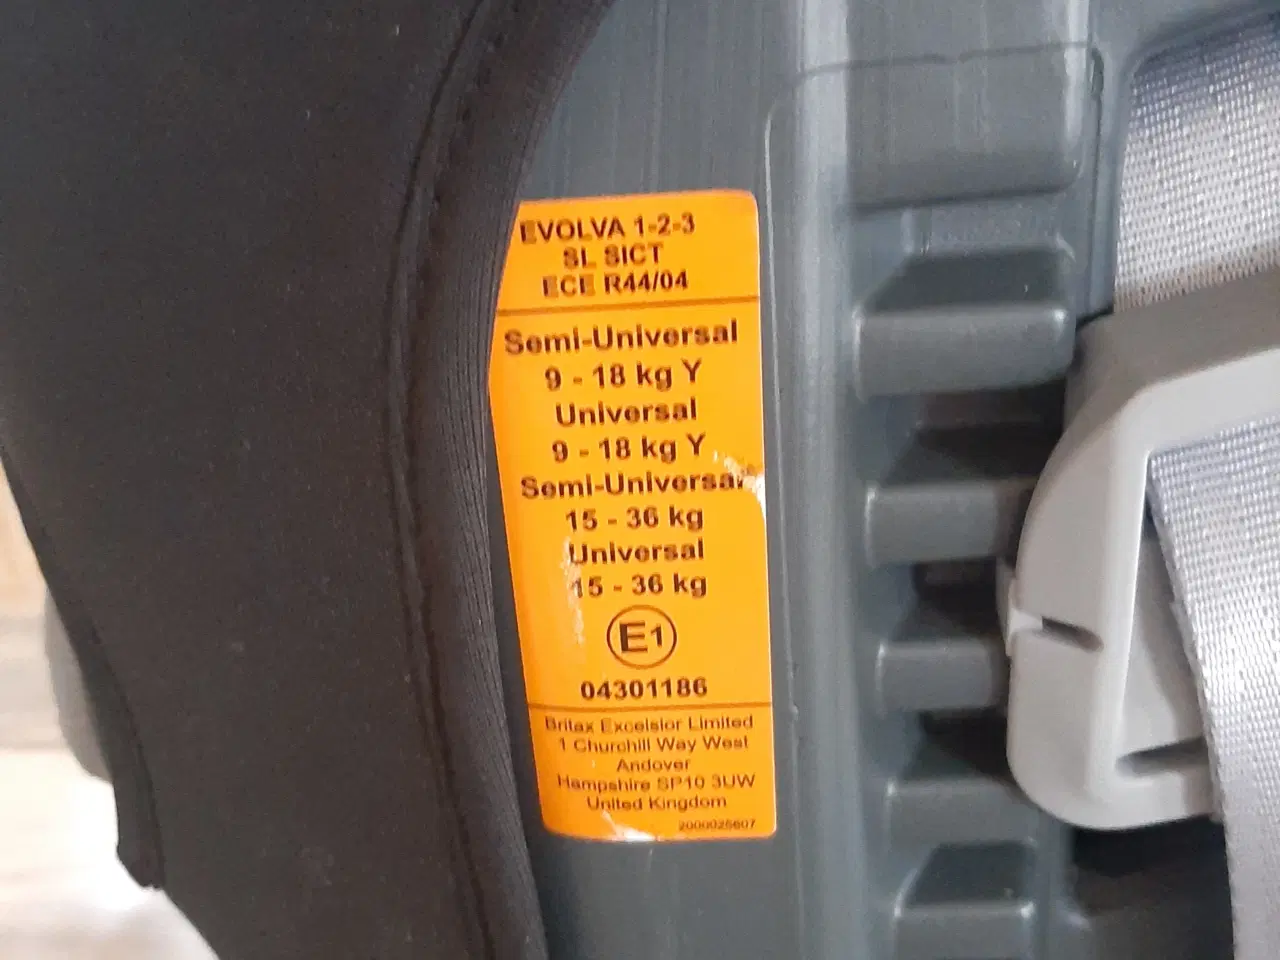 EVOLVA 1-2-3
SL SICT
ECE R44/04
Semi-Universal
9 - 18 kg Y
Universal
9 - 18 kg Y
Semi-Universal
15 - 36 kg
Universal
15 - 36 kg
E1
04301186
Britax Excelsior Limited
1 Churchill Way West
Andover
Hampshire SP10 3UW
United Kingdom
2000025607